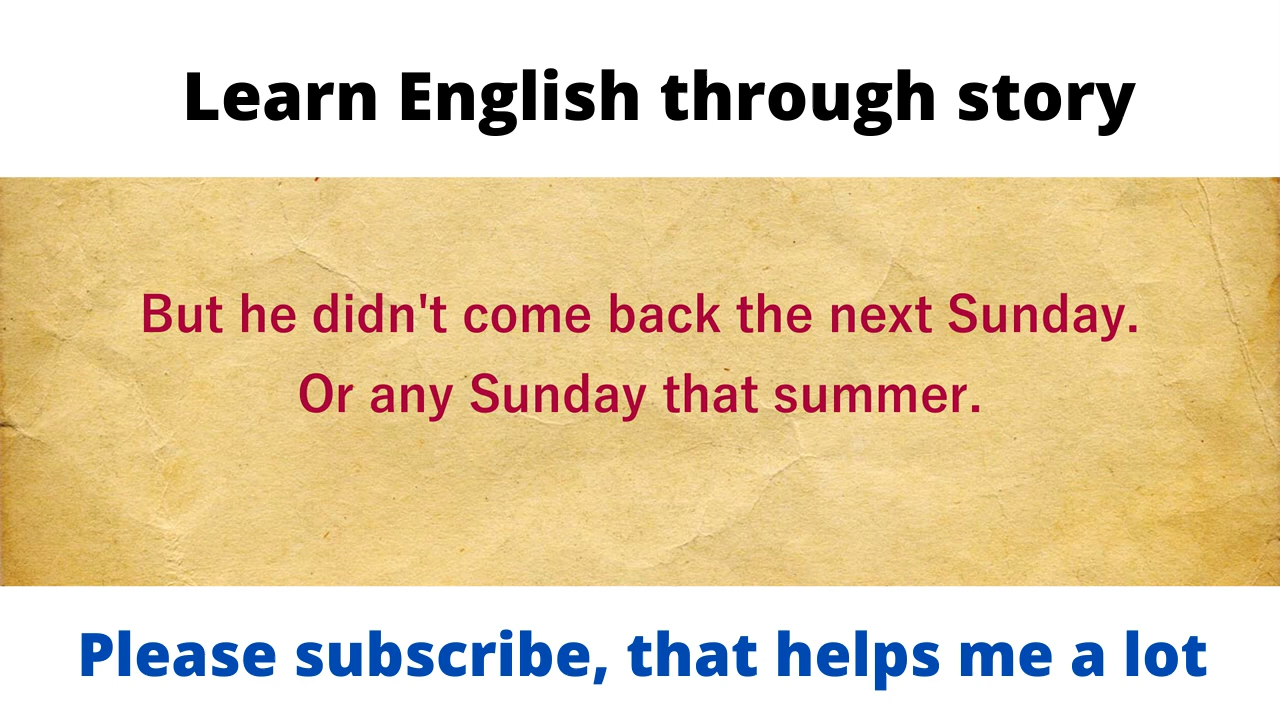 Learn English through story
But he didn't come back the next Sunday.
Or any Sunday that summer.
Please subscribe, that helps me a lot